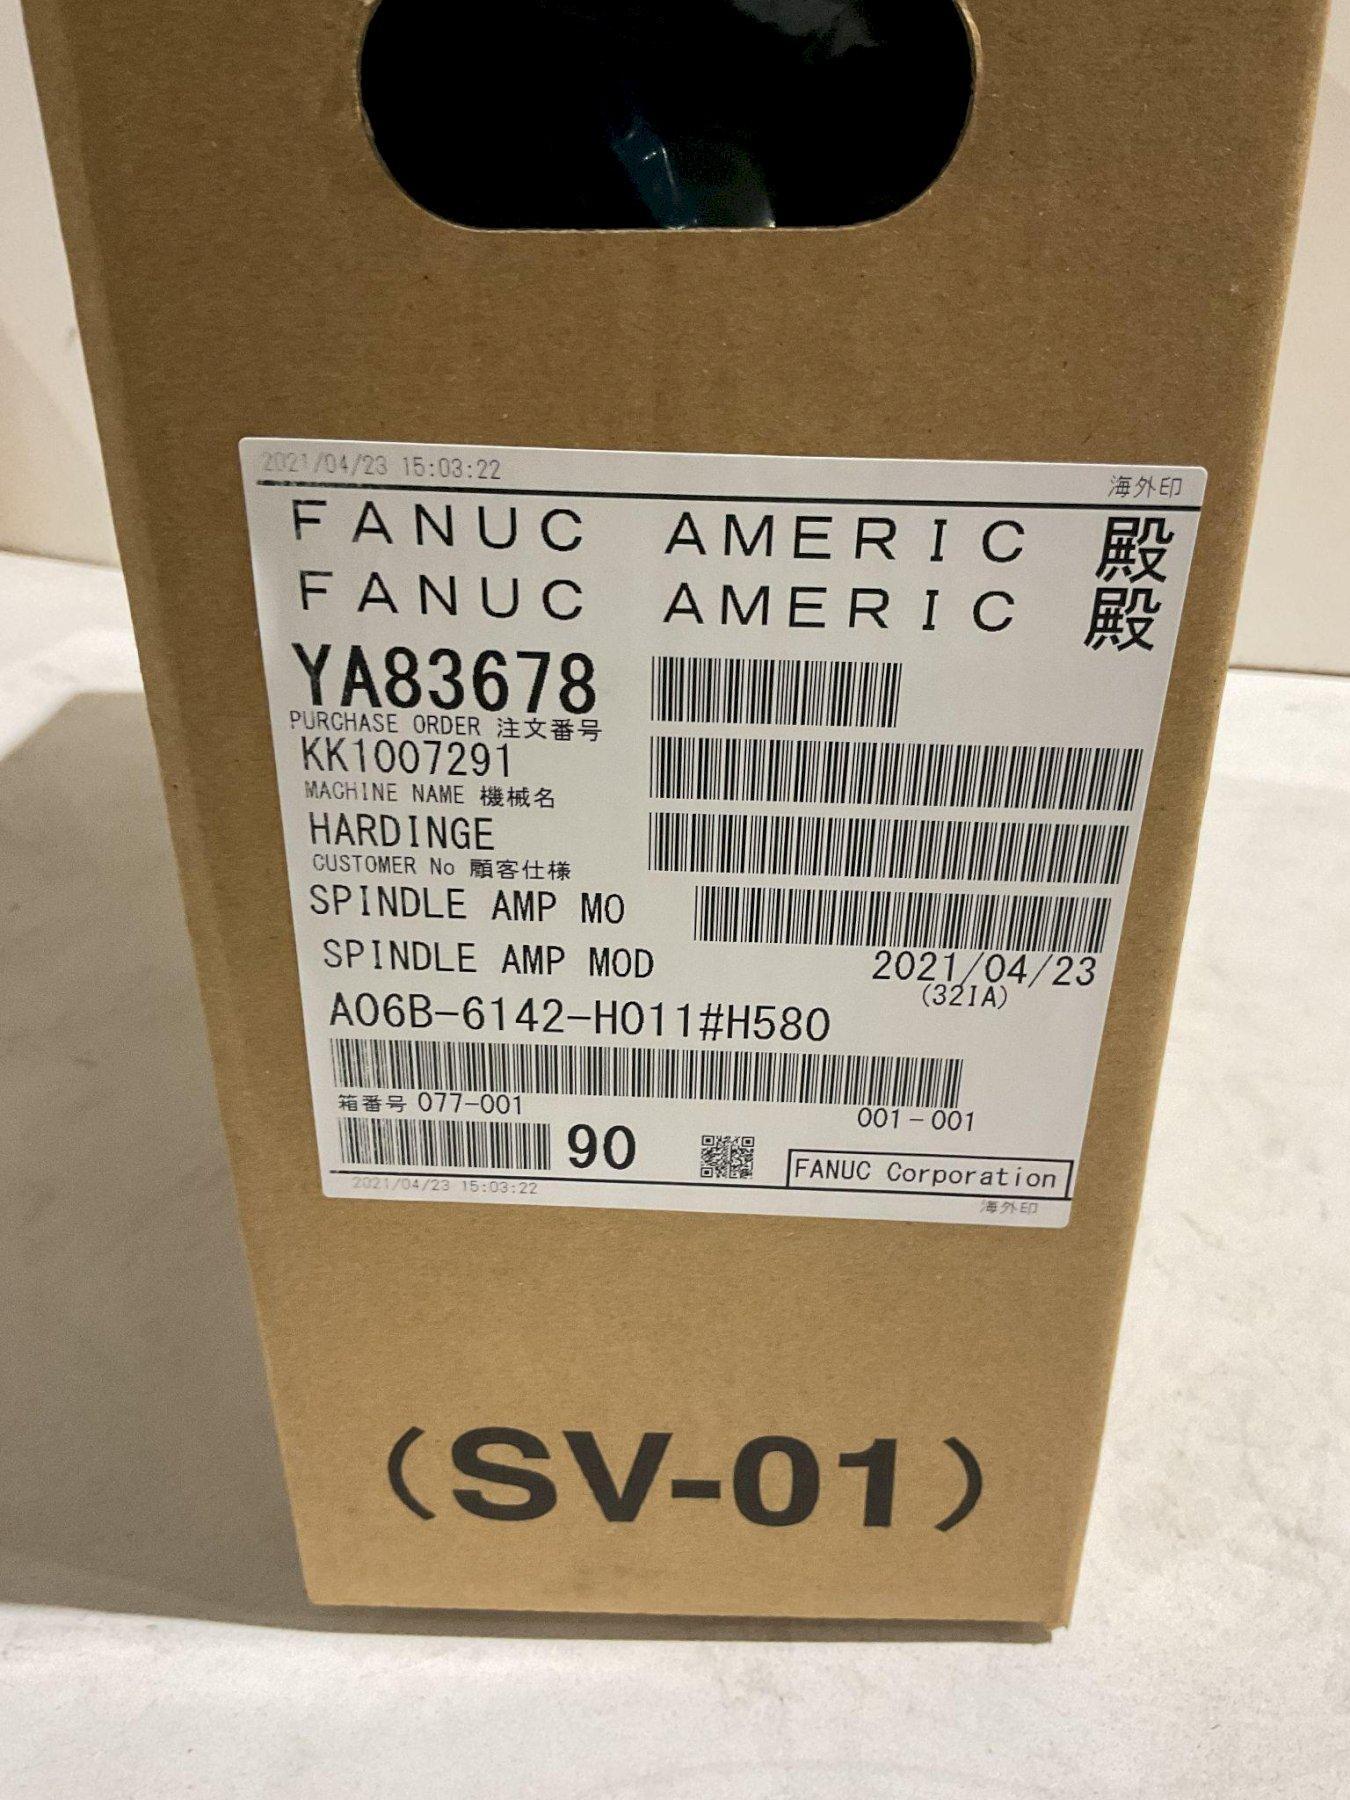 2021/04/23 15:03:22 海外印
FANUC AMERIC 殿
FANUC AMERIC 殿
YA83678
PURCHASE ORDER 注文番号
KK1007291
MACHINE NAME 機械名
HARDINGE
CUSTOMER No 顧客仕様
SPINDLE AMP MO
SPINDLE AMP MOD 2021/04/23
(32IA)
A06B-6142-H011#H580
箱番号 077-001 001-001
90 FANUC Corporation
2021/04/23 15:03:22 海外印
(SV-01)